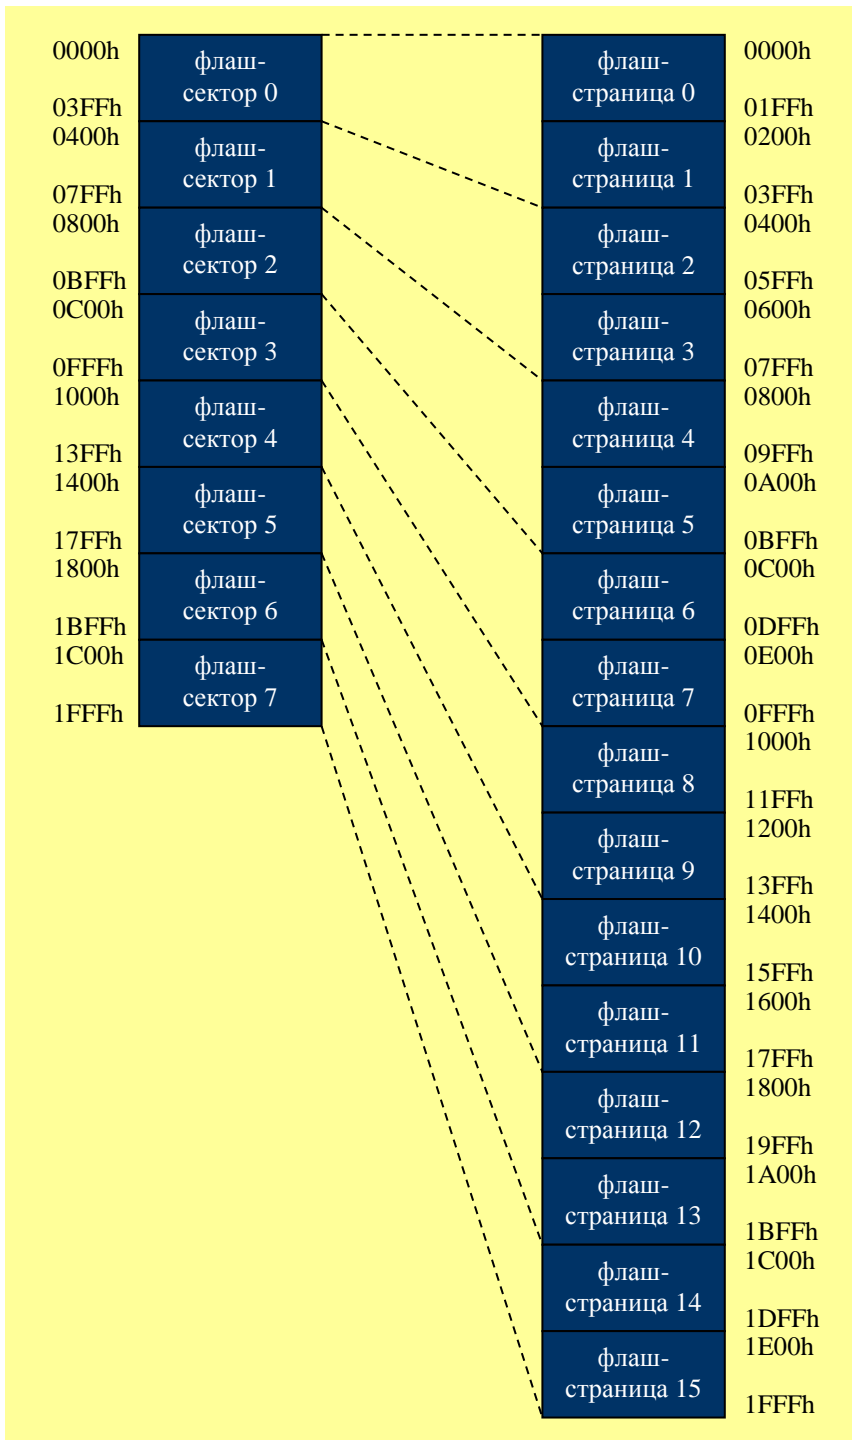 0000h
флаш-
сектор 0
03FFh
0400h
флаш-
сектор 1
07FFh
0800h
флаш-
сектор 2
0BFFh
0C00h
флаш-
сектор 3
0FFFh
1000h
флаш-
сектор 4
13FFh
1400h
флаш-
сектор 5
17FFh
1800h
флаш-
сектор 6
1BFFh
1C00h
флаш-
сектор 7
1FFFh
флаш-
страница 0
0000h
01FFh
0200h
флаш-
страница 1
03FFh
0400h
флаш-
страница 2
05FFh
0600h
флаш-
страница 3
07FFh
0800h
флаш-
страница 4
09FFh
0A00h
флаш-
страница 5
0BFFh
0C00h
флаш-
страница 6
0DFFh
0E00h
флаш-
страница 7
0FFFh
1000h
флаш-
страница 8
11FFh
1200h
флаш-
страница 9
13FFh
1400h
флаш-
страница 10
15FFh
1600h
флаш-
страница 11
17FFh
1800h
флаш-
страница 12
19FFh
1A00h
флаш-
страница 13
1BFFh
1C00h
флаш-
страница 14
1DFFh
1E00h
флаш-
страница 15
1FFFh